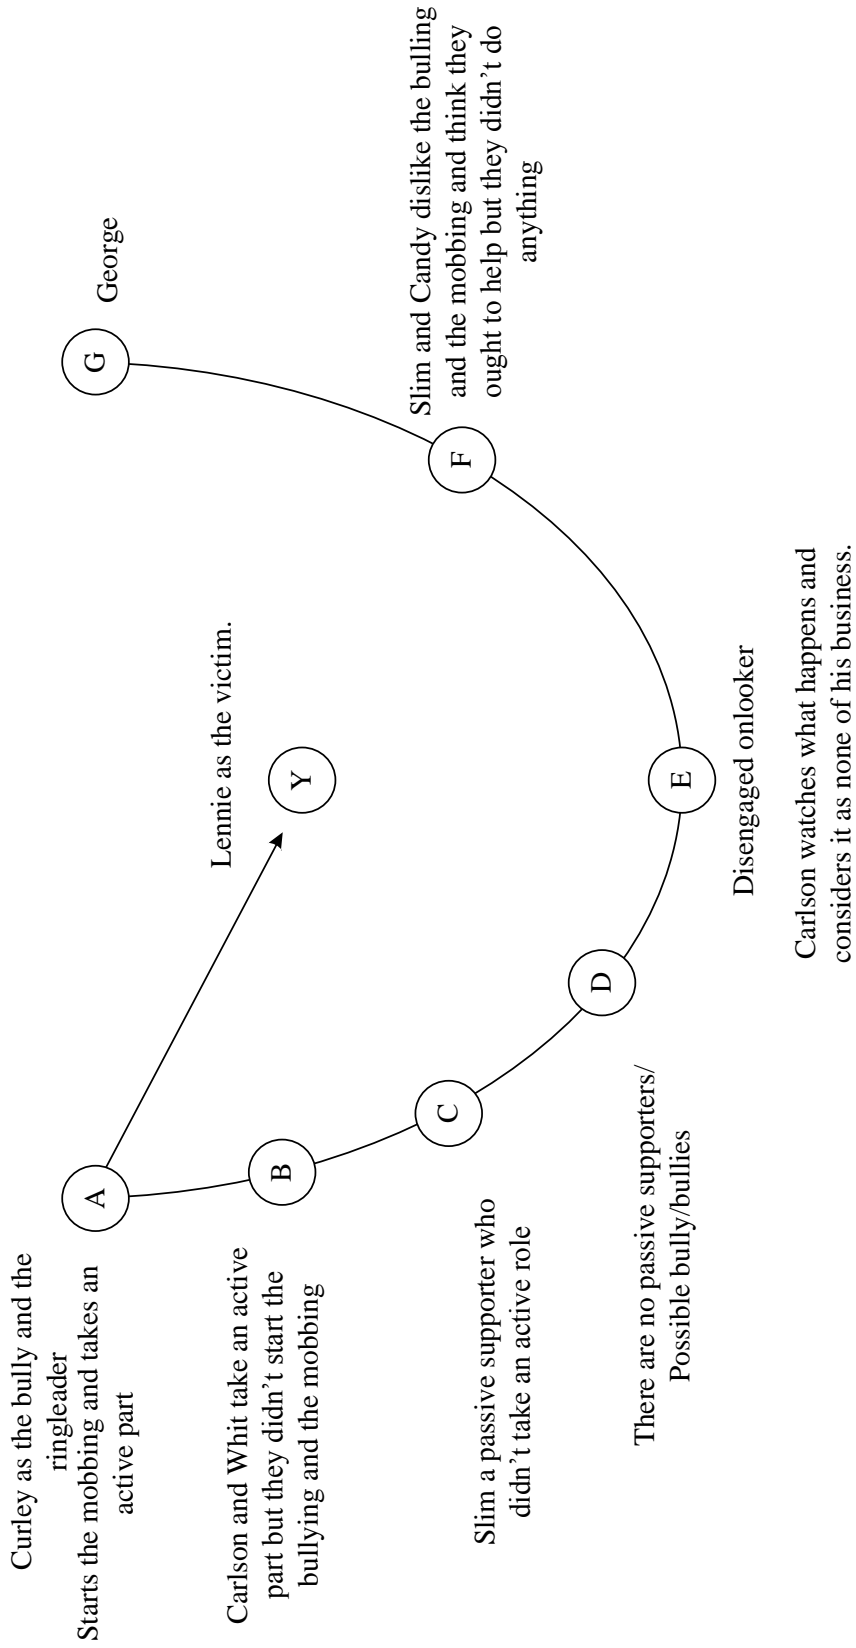 Curley as the bully and the
ringleader
Starts the mobbing and takes an
active part
A
Carlson and Whit take an active
part but they didn't start the
bullying and the mobbing
B
Slim a passive supporter who
didn't take an active role
C
There are no passive supporters/
Possible bully/bullies
D
Disengaged onlooker
Carlson watches what happens and
considers it as none of his business.
E
Slim and Candy dislike the bulling
and the mobbing and think they
ought to help but they didn't do
anything
F
George
G
Lennie as the victim.
Y